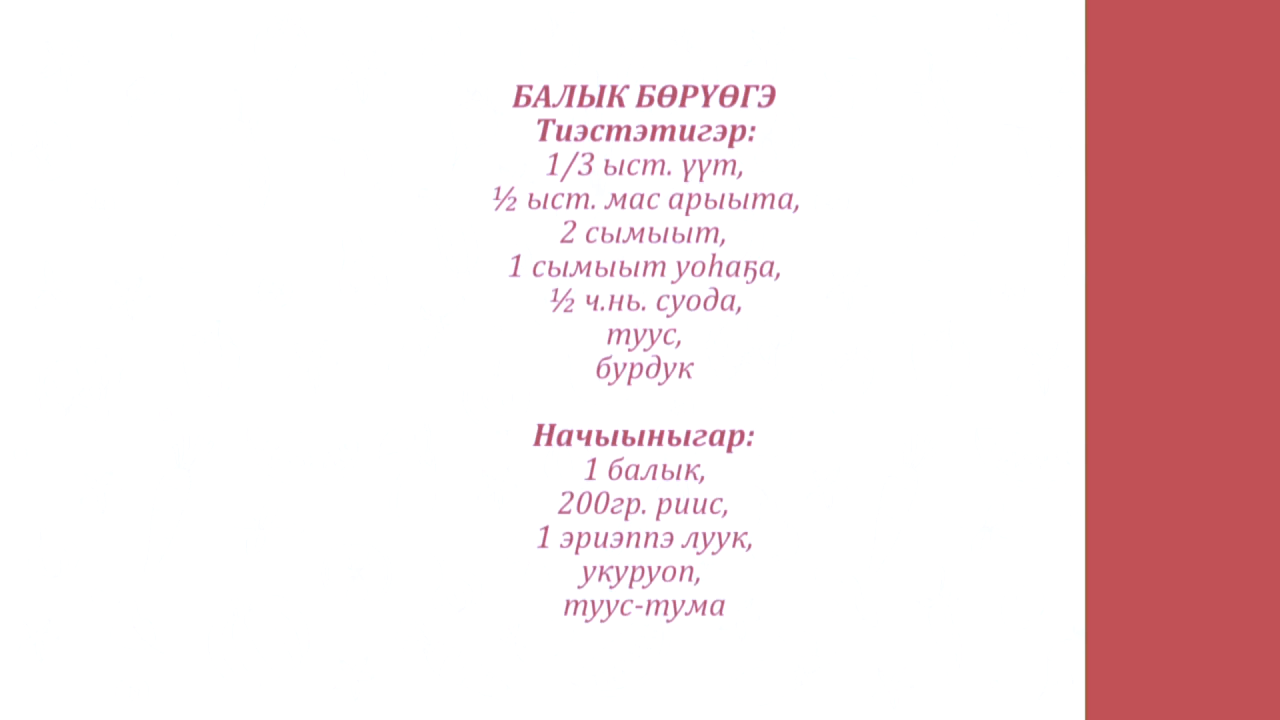 БАЛЫК БӨРҮӨГЭ
Тиэстэтигэр:
1/3 ыст. үүт,
½ ыст. мас арыыта,
2 сымыыт,
1 сымыыт уоһаҕа,
½ ч.нь. суода,
туус,
бурдук
Начыыныгар:
1 балык,
200гр. риис,
1 эриэппэ луук,
укуруоп,
туус-тума